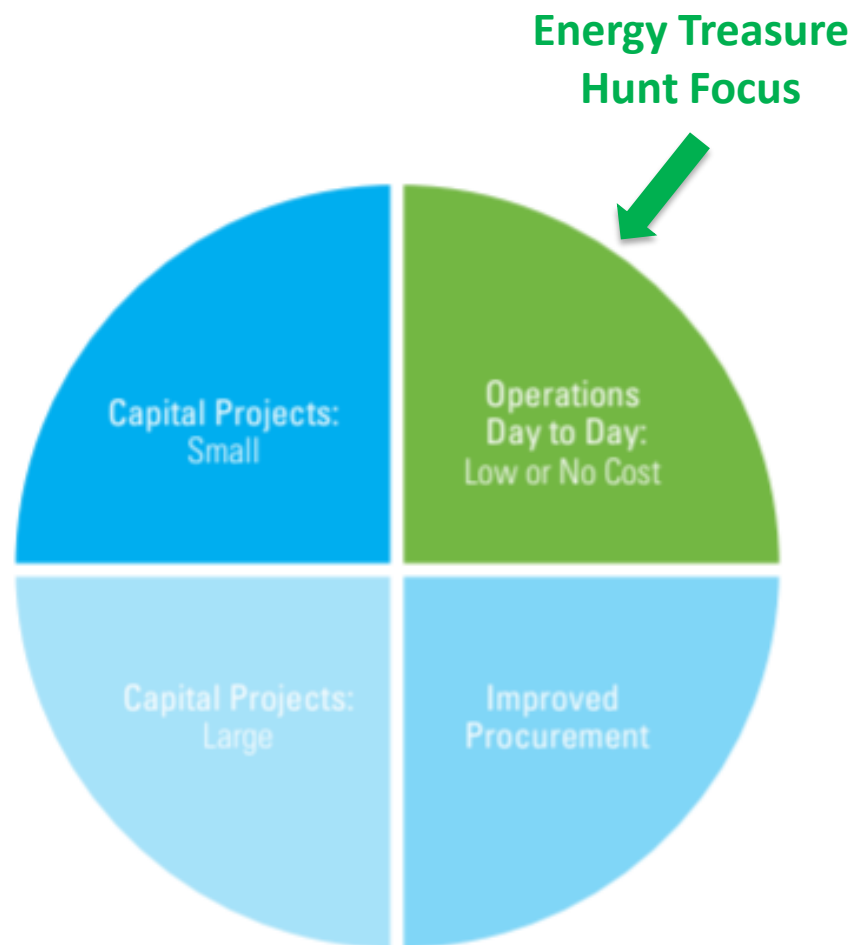 Energy Treasure
Hunt Focus
Capital Projects:
Small
Operations
Day to Day:
Low or No Cost
Capital Projects:
Large
Improved
Procurement